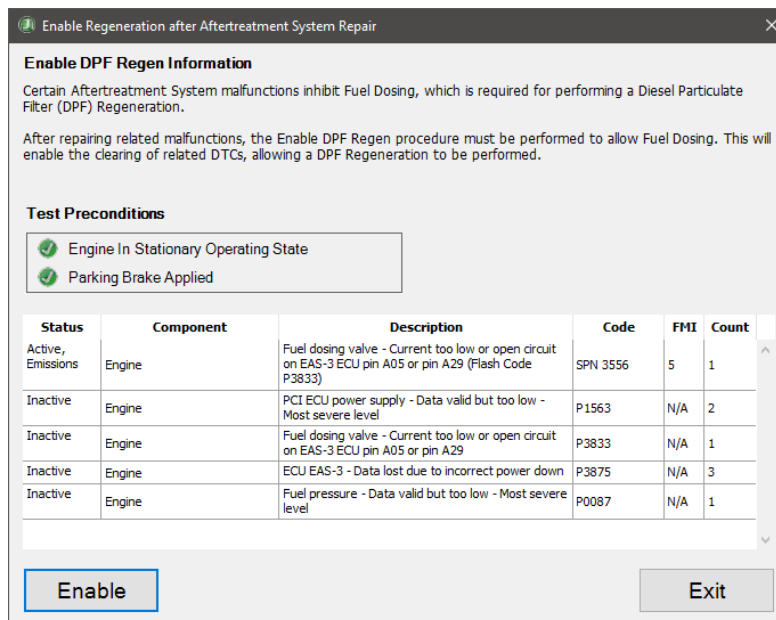 Enable Regeneration after Aftertreatment System Repair
Enable DPF Regen Information
Certain Aftertreatment System malfunctions inhibit Fuel Dosing, which is required for performing a Diesel Particulate
Filter (DPF) Regeneration.
After repairing related malfunctions, the Enable DPF Regen procedure must be performed to allow Fuel Dosing. This will
enable the clearing of related DTCs, allowing a DPF Regeneration to be performed.
Test Preconditions
Engine In Stationary Operating State
Parking Brake Applied
Status Component Description Code FMI Count
Active, Emissions Engine Fuel dosing valve - Current too low or open circuit
on EAS-3 ECU pin A05 or pin A29 (Flash Code
P3833) SPN 3556 5 1
Inactive Engine PCI ECU power supply - Data valid but too low -
Most severe level P1563 N/A 2
Inactive Engine Fuel dosing valve - Current too low or open circuit
on EAS-3 ECU pin A05 or pin A29 P3833 N/A 1
Inactive Engine ECU EAS-3 - Data lost due to incorrect power down P3875 N/A 3
Inactive Engine Fuel pressure - Data valid but too low - Most severe
level P0087 N/A 1
Enable Exit